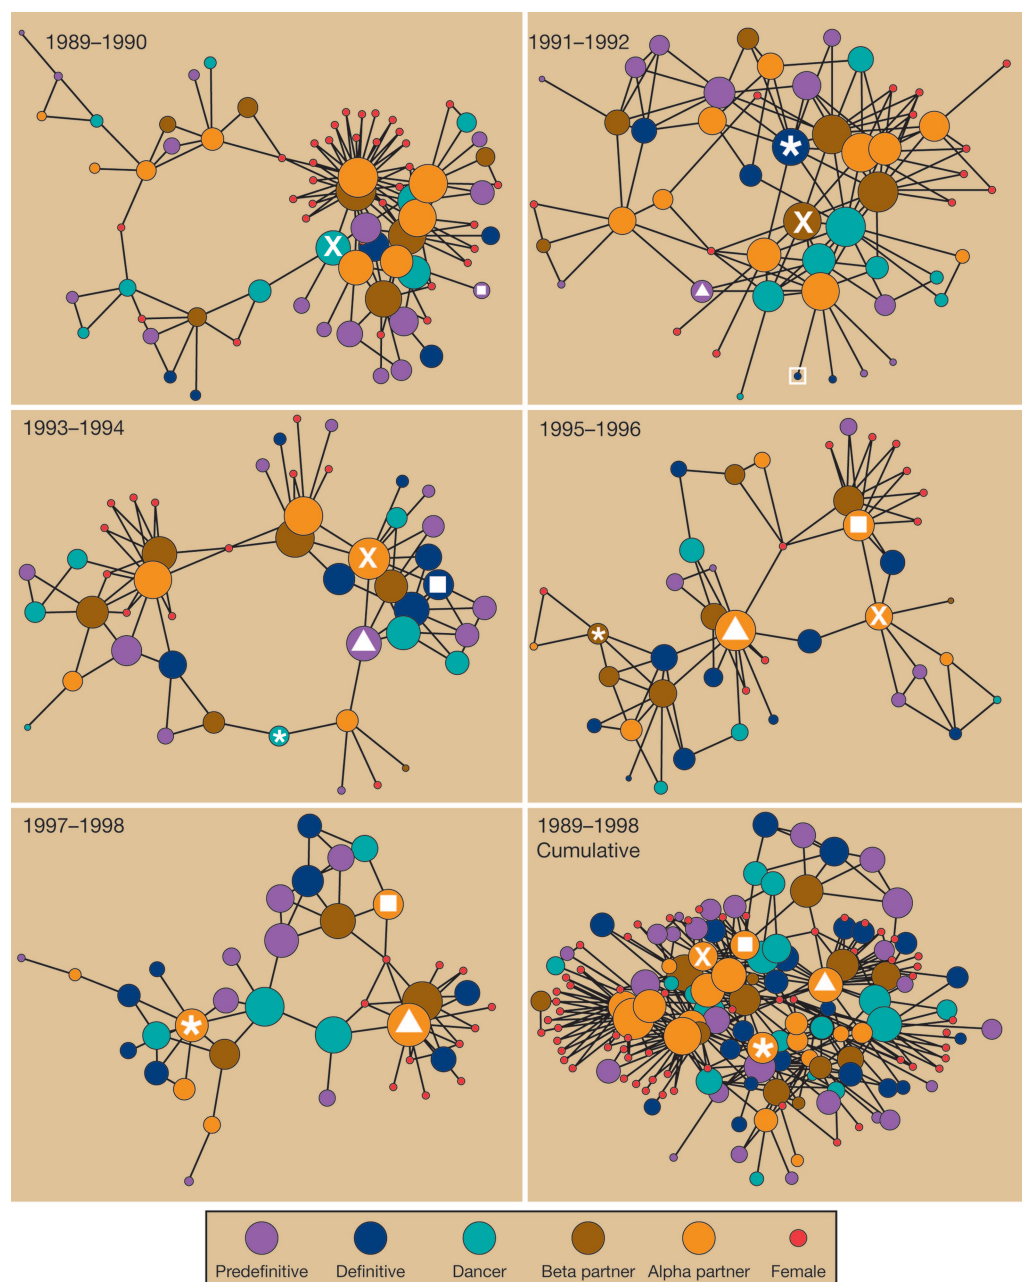 1989–1990
1991–1992
X
*
X
1993–1994
1995–1996
X
*
*
X
1997–1998
1989–1998
Cumulative
*
X
*
Predefinitive
Definitive
Dancer
Beta partner
Alpha partner
Female